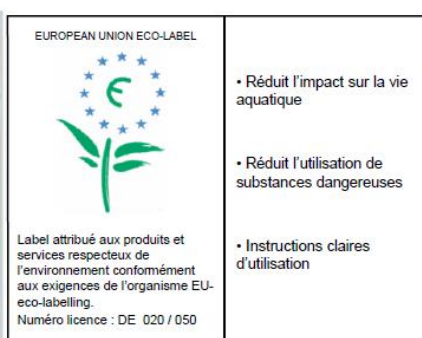 EUROPEAN UNION ECO-LABEL
Label attribué aux produits et
services respecteux de
l'environnement conformément
aux exigences de l'organisme EU-
eco-labelling.
Numéro licence : DE 020 / 050
• Réduit l'impact sur la vie
aquatique
• Réduit l'utilisation de
substances dangereuses
• Instructions claires
d'utilisation